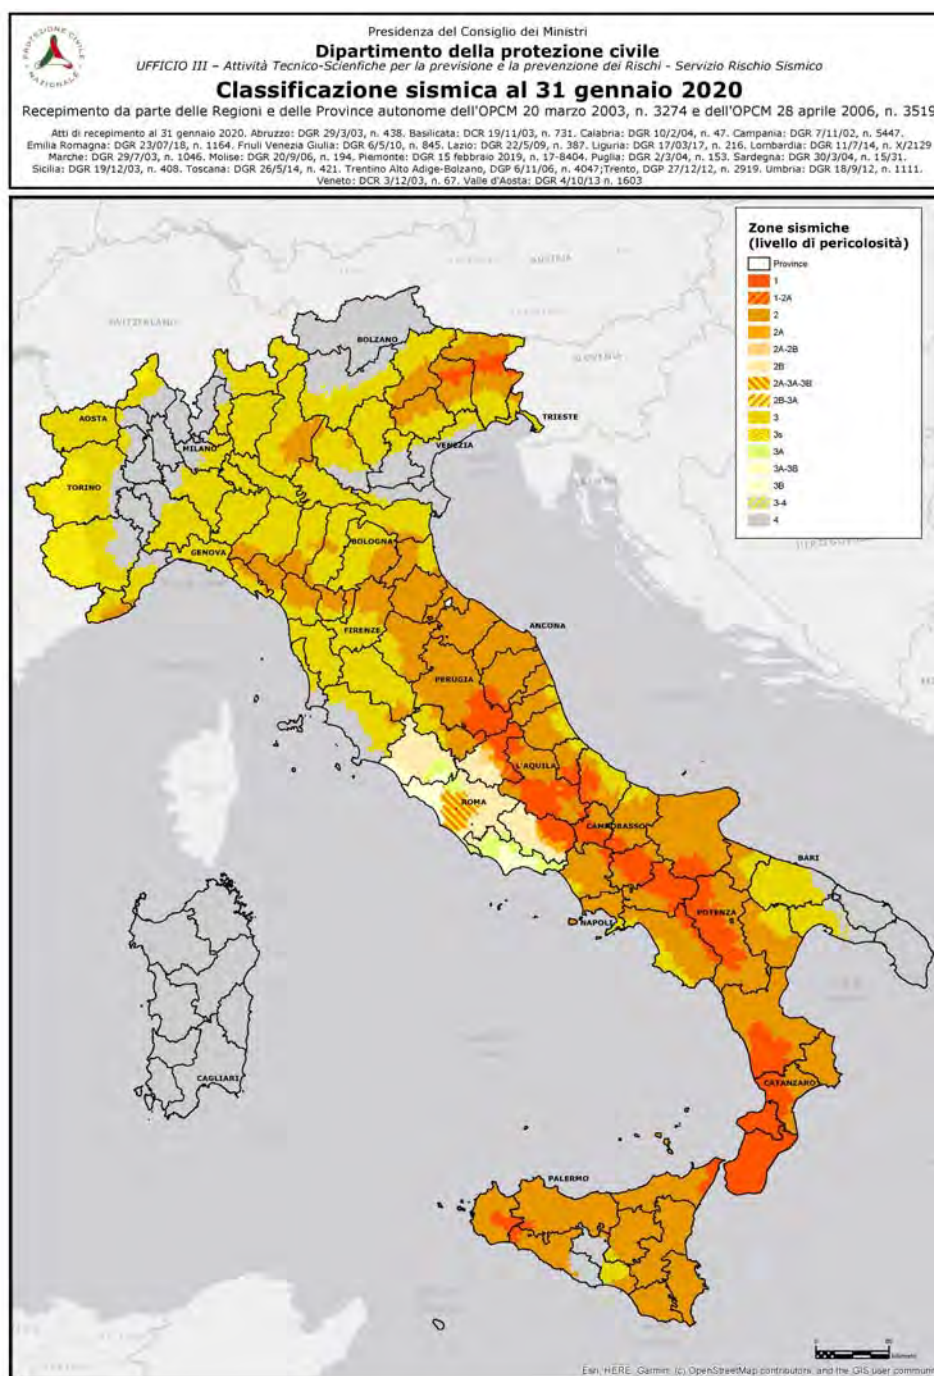 PROTEZIONE CIVILE
NAZIONALE
Presidenza del Consiglio dei Ministri
Dipartimento della protezione civile
UFFICIO III – Attività Tecnico-Scienfiche per la previsione e la prevenzione dei Rischi - Servizio Rischio Sismico
Classificazione sismica al 31 gennaio 2020
Recepimento da parte delle Regioni e delle Province autonome dell'OPCM 20 marzo 2003, n. 3274 e dell'OPCM 28 aprile 2006, n. 3519
Atti di recepimento al 31 gennaio 2020. Abruzzo: DGR 29/3/03, n. 438. Basilicata: DCR 19/11/03, n. 731. Calabria: DGR 10/2/04, n. 47. Campania: DGR 7/11/02, n. 5447.
Emilia Romagna: DGR 23/07/18, n. 1164. Friuli Venezia Giulia: DGR 6/5/10, n. 845. Lazio: DGR 22/5/09, n. 387. Liguria: DGR 17/03/17, n. 216. Lombardia: DGR 11/7/14, n. X/2129
Marche: DGR 29/7/03, n. 1046. Molise: DGR 20/9/06, n. 194. Piemonte: DGR 15 febbraio 2019, n. 17-8404. Puglia: DGR 2/3/04, n. 153. Sardegna: DGR 30/3/04, n. 15/31.
Sicilia: DGR 19/12/03, n. 408. Toscana: DGR 26/5/14, n. 421. Trentino Alto Adige-Bolzano, DGP 6/11/06, n. 4047;Trento, DGP 27/12/12, n. 2919. Umbria: DGR 18/9/12, n. 1111.
Veneto: DCR 3/12/03, n. 67. Valle d'Aosta: DGR 4/10/13 n. 1603
Zone sismiche
(livello di pericolosità)
Province
1
1-2A
2
2A
2A-2B
2B
2A-3A-3B
2B-3A
3
3s
3A
3A-3B
3B
3-4
4
AUSTRIA
SWITZERLAND
BOLZANO
SLOVENIA
AOSTA
TRIESTE
MILANO
VENEZIA
TORINO
GENOVA
BOLOGNA
FIRENZE
ANCONA
PERUGIA
L'AQUILA
ROMA
CAMPOBASSO
BARI
NAPOLI
POTENZA
CAGLIARI
CATANZARO
PALERMO
Esri, HERE, Garmin, (c) OpenStreetMap contributors, and the GIS user